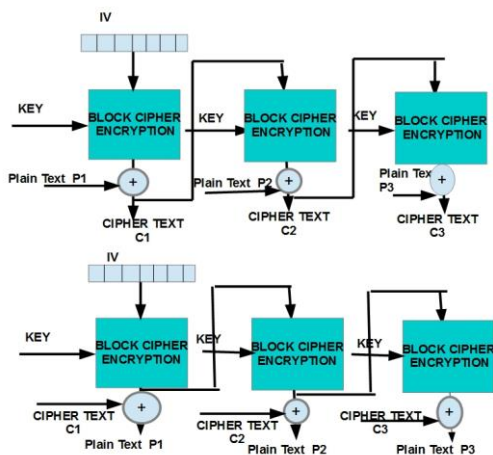 IV
KEY
BLOCK CIPHER
ENCRYPTION
KEY
BLOCK CIPHER
ENCRYPTION
KEY
BLOCK CIPHER
ENCRYPTION
Plain Text P1
+
Plain Text P2
+
Plain Tex
P3
+
CIPHER TEXT
C1
CIPHER TEXT
C2
CIPHER TEXT
C3
IV
KEY
BLOCK CIPHER
ENCRYPTION
KEY
BLOCK CIPHER
ENCRYPTION
KEY
BLOCK CIPHER
ENCRYPTION
CIPHER TEXT
C1
+
CIPHER TEXT
C2
+
CIPHER TEXT
C3
+
Plain Text P1
Plain Text P2
Plain Text P3